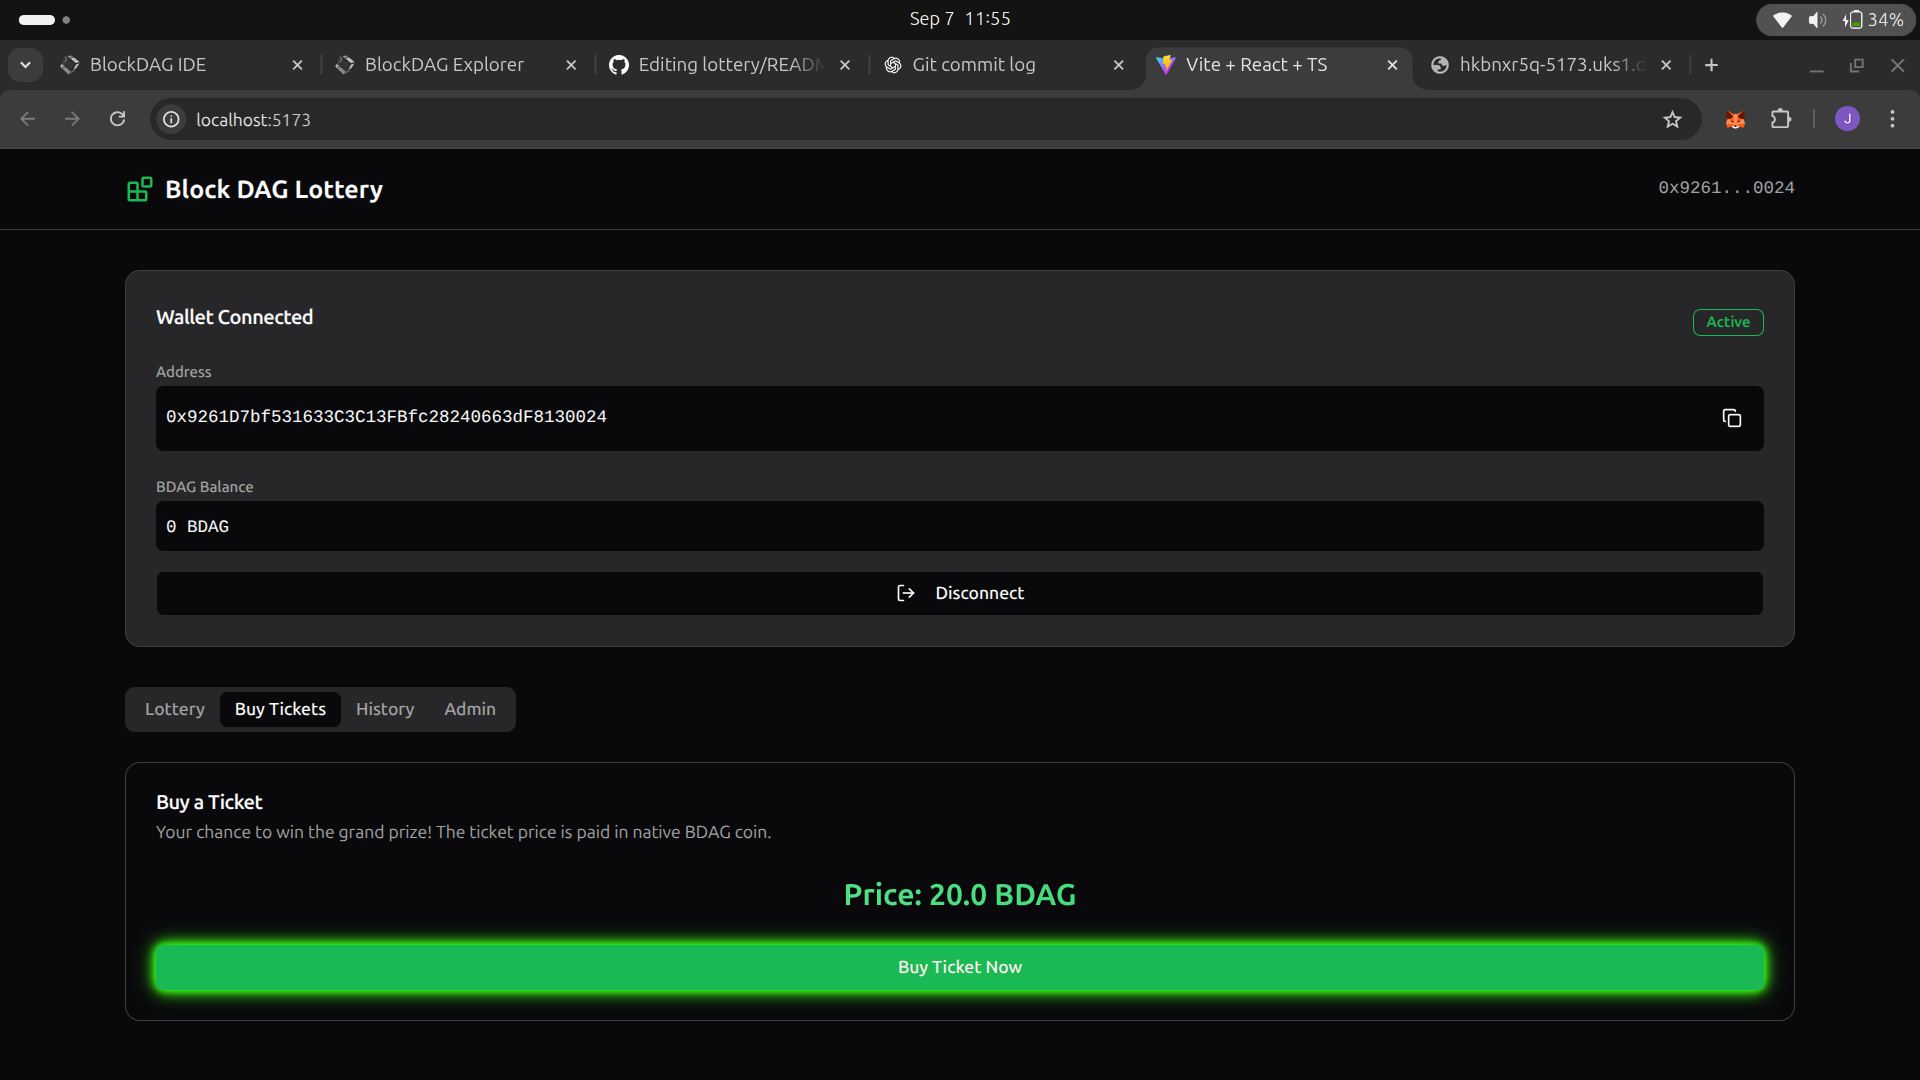 Sep 7 11:55
34%
BlockDAG IDE
BlockDAG Explorer
Editing lottery/READM
Git commit log
Vite + React + TS
hkbnxr5q-5173.uks1.d
localhost:5173
J
Block DAG Lottery
0x9261...0024
Wallet Connected
Active
Address
0x9261D7bf531633C3C13FBfc28240663dF8130024
BDAG Balance
0 BDAG
Disconnect
Lottery
Buy Tickets
History
Admin
Buy a Ticket
Your chance to win the grand prize! The ticket price is paid in native BDAG coin.
Price: 20.0 BDAG
Buy Ticket Now